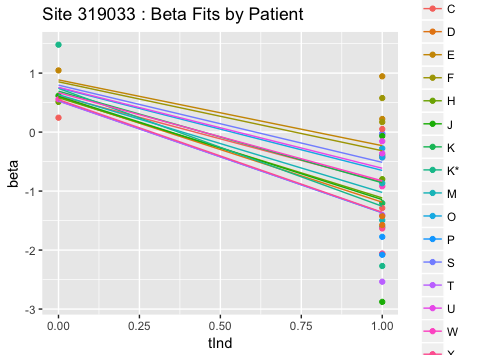 Site 319033 : Beta Fits by Patient
beta
1
0
-1
-2
-3
0.00 0.25 0.50 0.75 1.00
tInd
C
D
E
F
H
J
K
K*
M
O
P
S
T
U
W